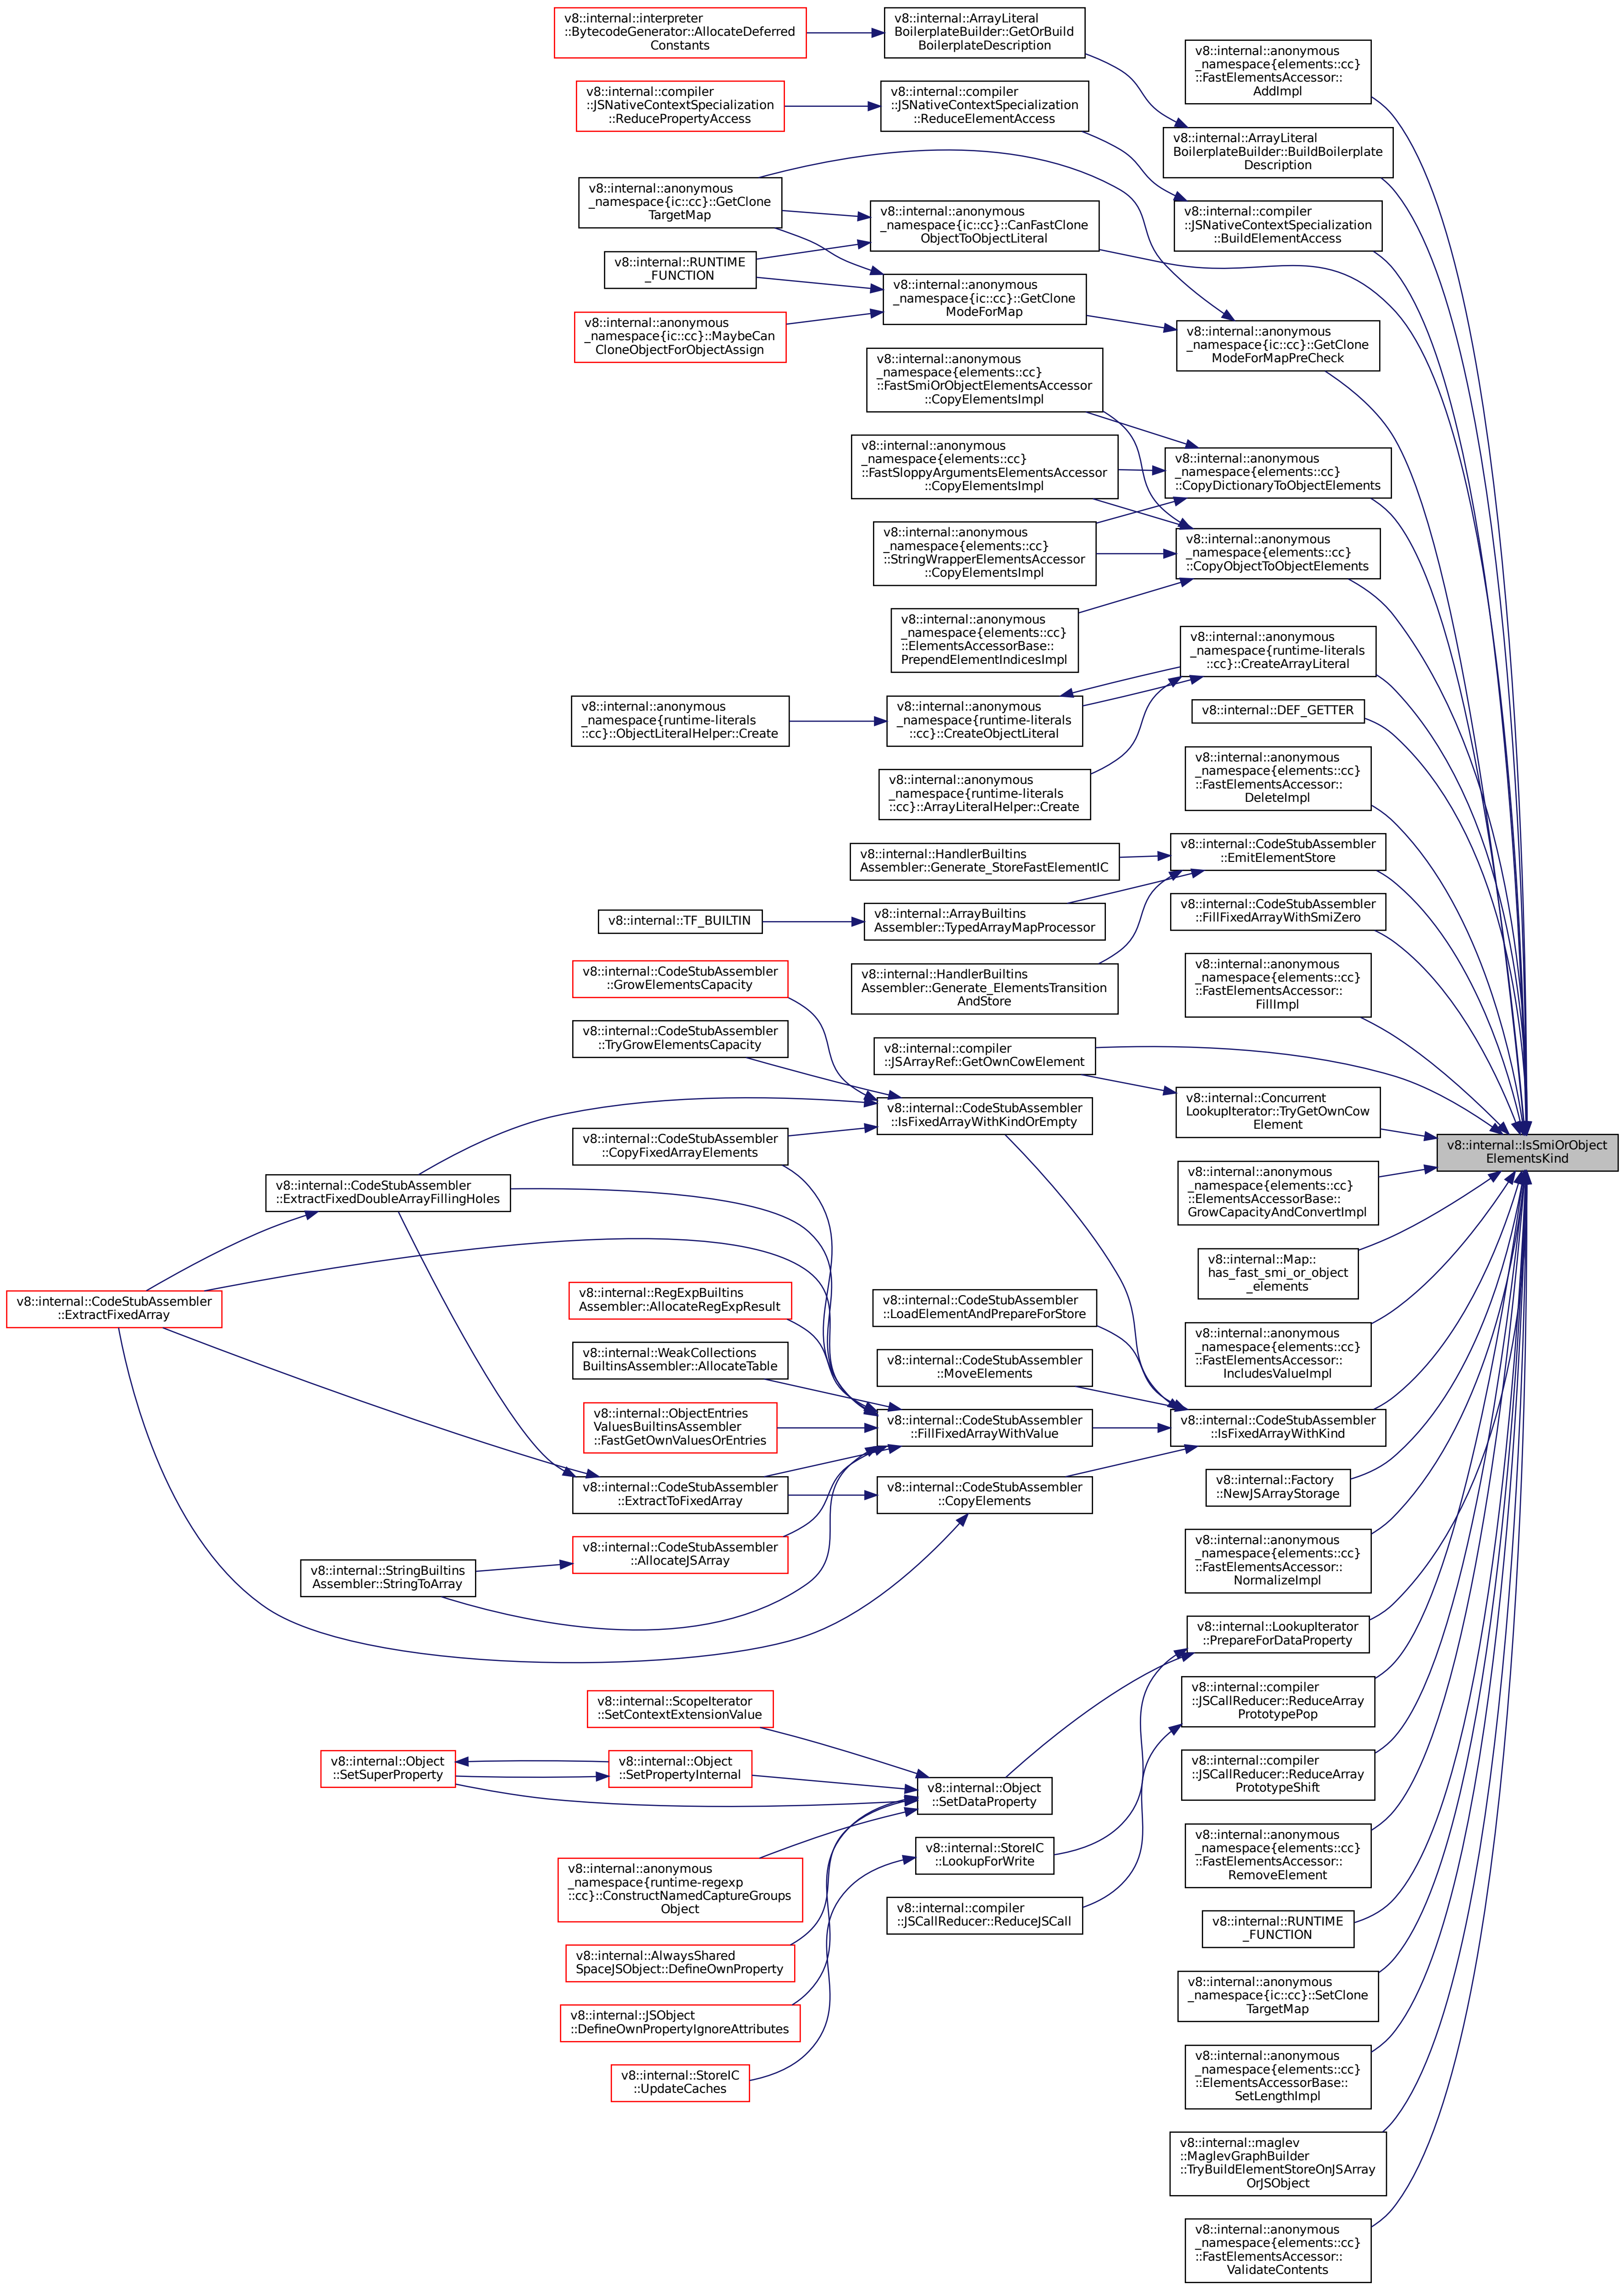 v8::internal::interpreter
::BytecodeGenerator::AllocateDeferred
Constants
v8::internal::ArrayLiteral
BoilerplateBuilder::GetOrBuild
BoilerplateDescription
v8::internal::anonymous
_namespace{elements::cc}
::FastElementsAccessor::
AddImpl
v8::internal::compiler
::JSNativeContextSpecialization
::ReducePropertyAccess
v8::internal::compiler
::JSNativeContextSpecialization
::ReduceElementAccess
v8::internal::ArrayLiteral
BoilerplateBuilder::BuildBoilerplate
Description
v8::internal::anonymous
_namespace{ic::cc}::GetClone
TargetMap
v8::internal::anonymous
_namespace{ic::cc}::CanFastClone
ObjectToObjectLiteral
v8::internal::compiler
::JSNativeContextSpecialization
::BuildElementAccess
v8::internal::RUNTIME
_FUNCTION
v8::internal::anonymous
_namespace{ic::cc}::GetClone
ModeForMap
v8::internal::anonymous
_namespace{ic::cc}::MaybeCan
CloneObjectForObjectAssign
v8::internal::anonymous
_namespace{ic::cc}::GetClone
ModeForMapPreCheck
v8::internal::anonymous
_namespace{elements::cc}
::FastSmiOrObjectElementsAccessor
::CopyElementsImpl
v8::internal::anonymous
_namespace{elements::cc}
::FastSloppyArgumentsElementsAccessor
::CopyElementsImpl
v8::internal::anonymous
_namespace{elements::cc}
::CopyDictionaryToObjectElements
v8::internal::anonymous
_namespace{elements::cc}
::StringWrapperElementsAccessor
::CopyElementsImpl
v8::internal::anonymous
_namespace{elements::cc}
::CopyObjectToObjectElements
v8::internal::anonymous
_namespace{elements::cc}
::ElementsAccessorBase::
PrependElementIndicesImpl
v8::internal::anonymous
_namespace{runtime-literals
::cc}::CreateArrayLiteral
v8::internal::anonymous
_namespace{runtime-literals
::cc}::ObjectLiteralHelper::Create
v8::internal::anonymous
_namespace{runtime-literals
::cc}::CreateObjectLiteral
v8::internal::DEF_GETTER
v8::internal::anonymous
_namespace{runtime-literals
::cc}::ArrayLiteralHelper::Create
v8::internal::anonymous
_namespace{elements::cc}
::FastElementsAccessor::
DeleteImpl
v8::internal::HandlerBuiltins
Assembler::Generate_StoreFastElementIC
v8::internal::CodeStubAssembler
::EmitElementStore
v8::internal::TF_BUILTIN
v8::internal::ArrayBuiltins
Assembler::TypedArrayMapProcessor
v8::internal::CodeStubAssembler
::FillFixedArrayWithSmiZero
v8::internal::CodeStubAssembler
::GrowElementsCapacity
v8::internal::HandlerBuiltins
Assembler::Generate_ElementsTransition
AndStore
v8::internal::anonymous
_namespace{elements::cc}
::FastElementsAccessor::
FillImpl
v8::internal::CodeStubAssembler
::TryGrowElementsCapacity
v8::internal::compiler
::JSArrayRef::GetOwnCowElement
v8::internal::CodeStubAssembler
::IsFixedArrayWithKindOrEmpty
v8::internal::Concurrent
LookupIterator::TryGetOwnCow
Element
v8::internal::CodeStubAssembler
::CopyFixedArrayElements
v8::internal::IsSmiOrObject
ElementsKind
v8::internal::CodeStubAssembler
::ExtractFixedDoubleArrayFillingHoles
v8::internal::anonymous
_namespace{elements::cc}
::ElementsAccessorBase::
GrowCapacityAndConvertImpl
v8::internal::Map::
has_fast_smi_or_object
_elements
v8::internal::CodeStubAssembler
::ExtractFixedArray
v8::internal::RegExpBuiltins
Assembler::AllocateRegExpResult
v8::internal::CodeStubAssembler
::LoadElementAndPrepareForStore
v8::internal::WeakCollections
BuiltinsAssembler::AllocateTable
v8::internal::CodeStubAssembler
::MoveElements
v8::internal::anonymous
_namespace{elements::cc}
::FastElementsAccessor::
IncludesValueImpl
v8::internal::ObjectEntries
ValuesBuiltinsAssembler
::FastGetOwnValuesOrEntries
v8::internal::CodeStubAssembler
::FillFixedArrayWithValue
v8::internal::CodeStubAssembler
::IsFixedArrayWithKind
v8::internal::CodeStubAssembler
::ExtractToFixedArray
v8::internal::CodeStubAssembler
::CopyElements
v8::internal::Factory
::NewJSArrayStorage
v8::internal::StringBuiltins
Assembler::StringToArray
v8::internal::CodeStubAssembler
::AllocateJSArray
v8::internal::anonymous
_namespace{elements::cc}
::FastElementsAccessor::
NormalizeImpl
v8::internal::LookupIterator
::PrepareForDataProperty
v8::internal::ScopeIterator
::SetContextExtensionValue
v8::internal::compiler
::JSCallReducer::ReduceArray
PrototypePop
v8::internal::Object
::SetSuperProperty
v8::internal::Object
::SetPropertyInternal
v8::internal::Object
::SetDataProperty
v8::internal::compiler
::JSCallReducer::ReduceArray
PrototypeShift
v8::internal::anonymous
_namespace{runtime-regexp
::cc}::ConstructNamedCaptureGroups
Object
v8::internal::StoreIC
::LookupForWrite
v8::internal::anonymous
_namespace{elements::cc}
::FastElementsAccessor::
RemoveElement
v8::internal::compiler
::JSCallReducer::ReduceJSCall
v8::internal::RUNTIME
_FUNCTION
v8::internal::AlwaysShared
SpaceJSObject::DefineOwnProperty
v8::internal::anonymous
_namespace{ic::cc}::SetClone
TargetMap
v8::internal::JSObject
::DefineOwnPropertyIgnoreAttributes
v8::internal::StoreIC
::UpdateCaches
v8::internal::anonymous
_namespace{elements::cc}
::ElementsAccessorBase::
SetLengthImpl
v8::internal::maglev
::MaglevGraphBuilder
::TryBuildElementStoreOnJSArray
OrJSObject
v8::internal::anonymous
_namespace{elements::cc}
::FastElementsAccessor::
ValidateContents